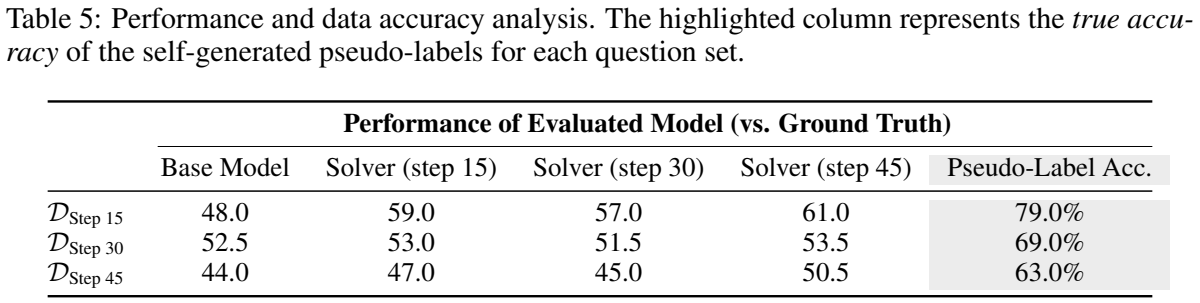 Table 5: Performance and data accuracy analysis. The highlighted column represents the true accu-
racy of the self-generated pseudo-labels for each question set.
Performance of Evaluated Model (vs. Ground Truth)
Base Model Solver (step 15) Solver (step 30) Solver (step 45) Pseudo-Label Acc.
𝒟Step 15 48.0 59.0 57.0 61.0 79.0%
𝒟Step 30 52.5 53.0 51.5 53.5 69.0%
𝒟Step 45 44.0 47.0 45.0 50.5 63.0%